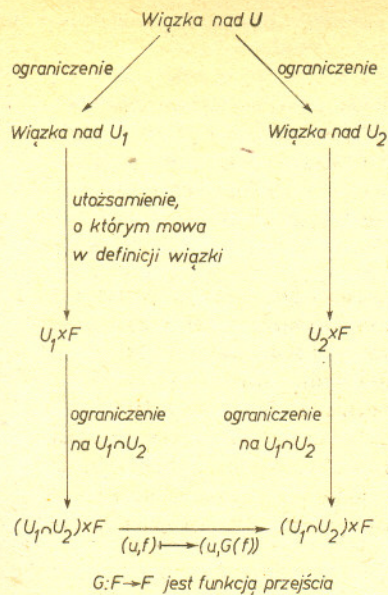 Wiązka nad U
ograniczenie ograniczenie
Wiązka nad U₁ Wiązka nad U₂
utożsamienie,
o którym mowa
w definicji wiązki
U₁×F U₂×F
ograniczenie ograniczenie
na U₁∩U₂ na U₁∩U₂
(U₁∩U₂)×F (U₁∩U₂)×F
(u,f)⟼(u,G(f))
G:F→F jest funkcją przejścia